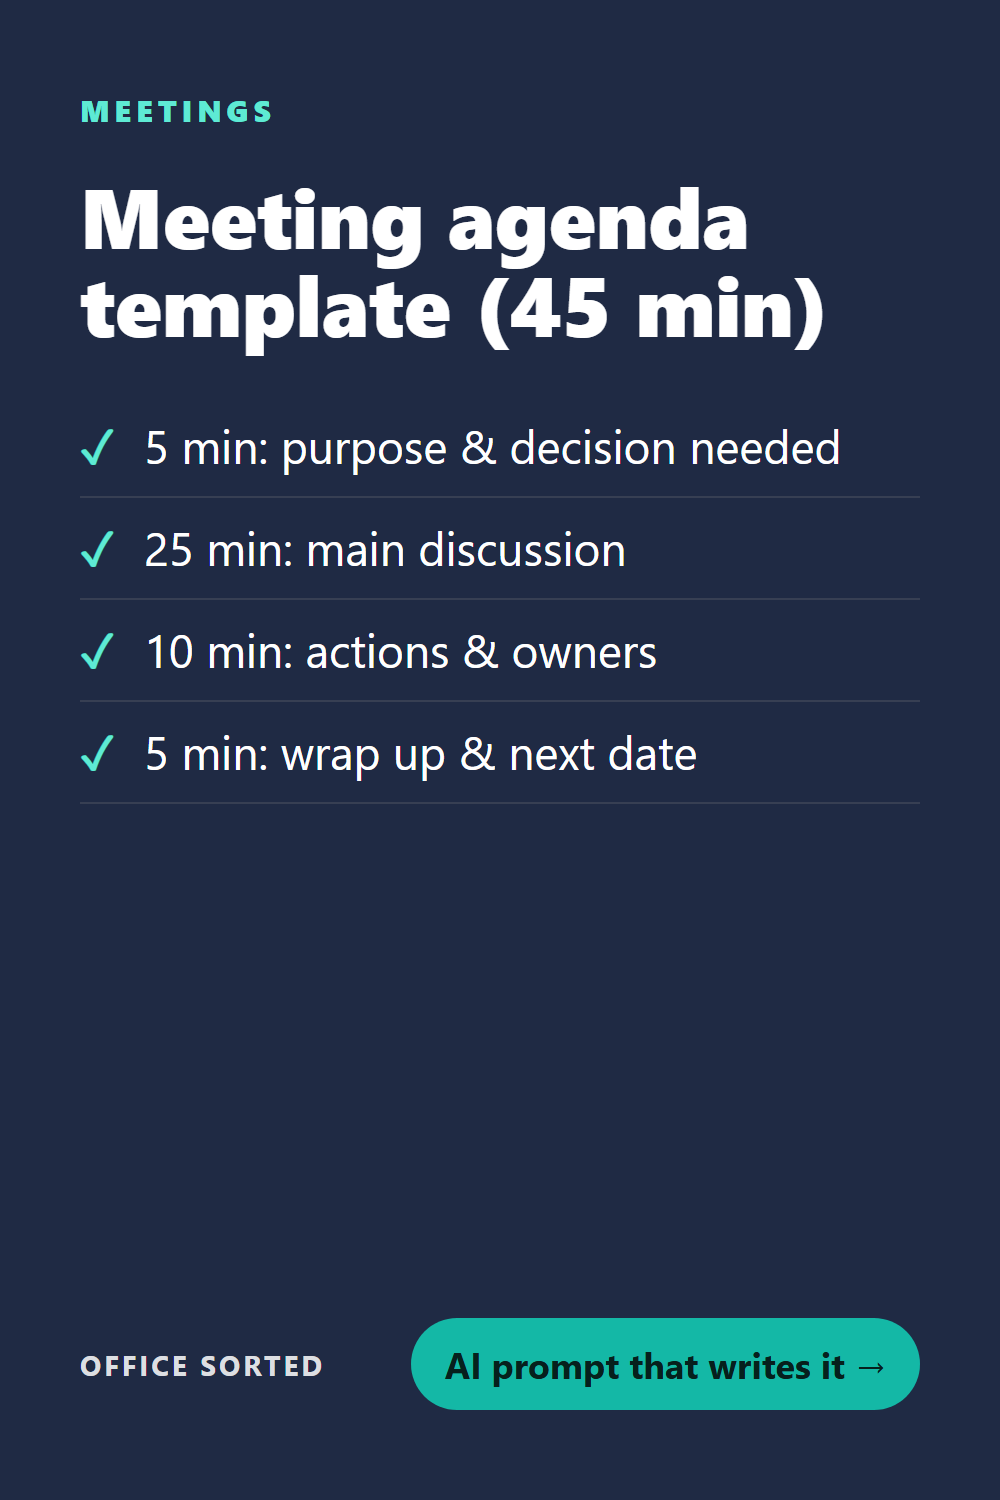 MEETINGS
Meeting agenda
template (45 min)
✓ 5 min: purpose & decision needed
✓ 25 min: main discussion
✓ 10 min: actions & owners
✓ 5 min: wrap up & next date
OFFICE SORTED
AI prompt that writes it →